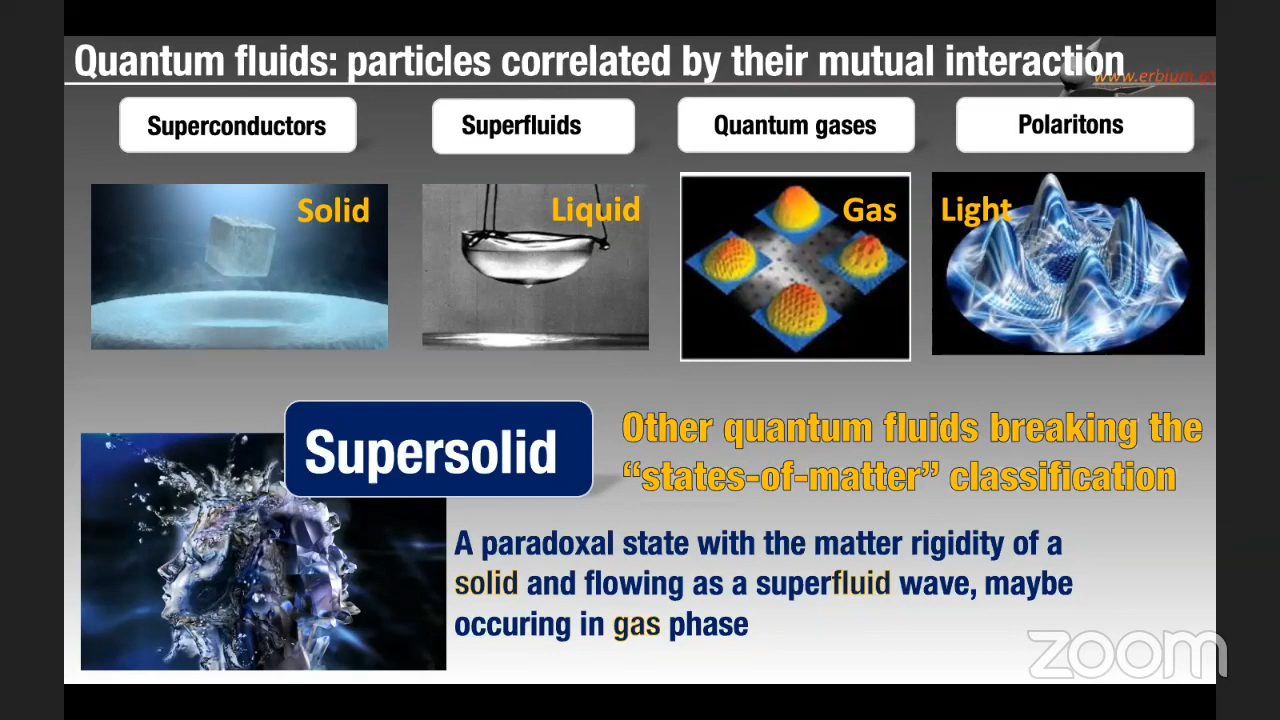 Quantum fluids: particles correlated by their mutual interaction
www.erbium.at
Superconductors
Superfluids
Quantum gases
Polaritons
Solid
Liquid
Gas
Light
Supersolid
Other quantum fluids breaking the
“states-of-matter” classification
A paradoxal state with the matter rigidity of a
solid and flowing as a superfluid wave, maybe
occuring in gas phase
zoom